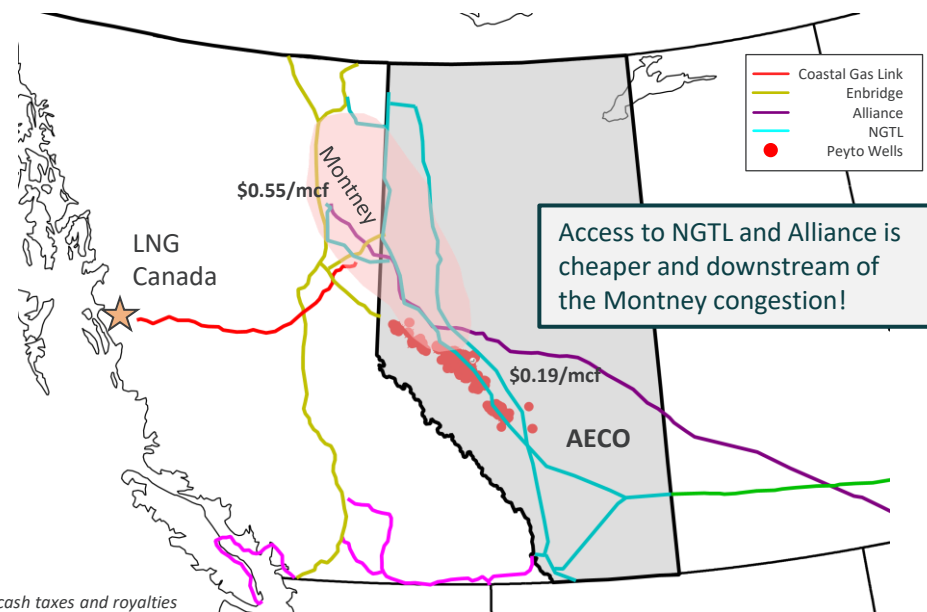 Coastal Gas Link
Enbridge
Alliance
NGTL
Peyto Wells
Montney
$0.55/mcf
LNG
Canada
Access to NGTL and Alliance is
cheaper and downstream of
the Montney congestion!
$0.19/mcf
AECO
cash taxes and royalties